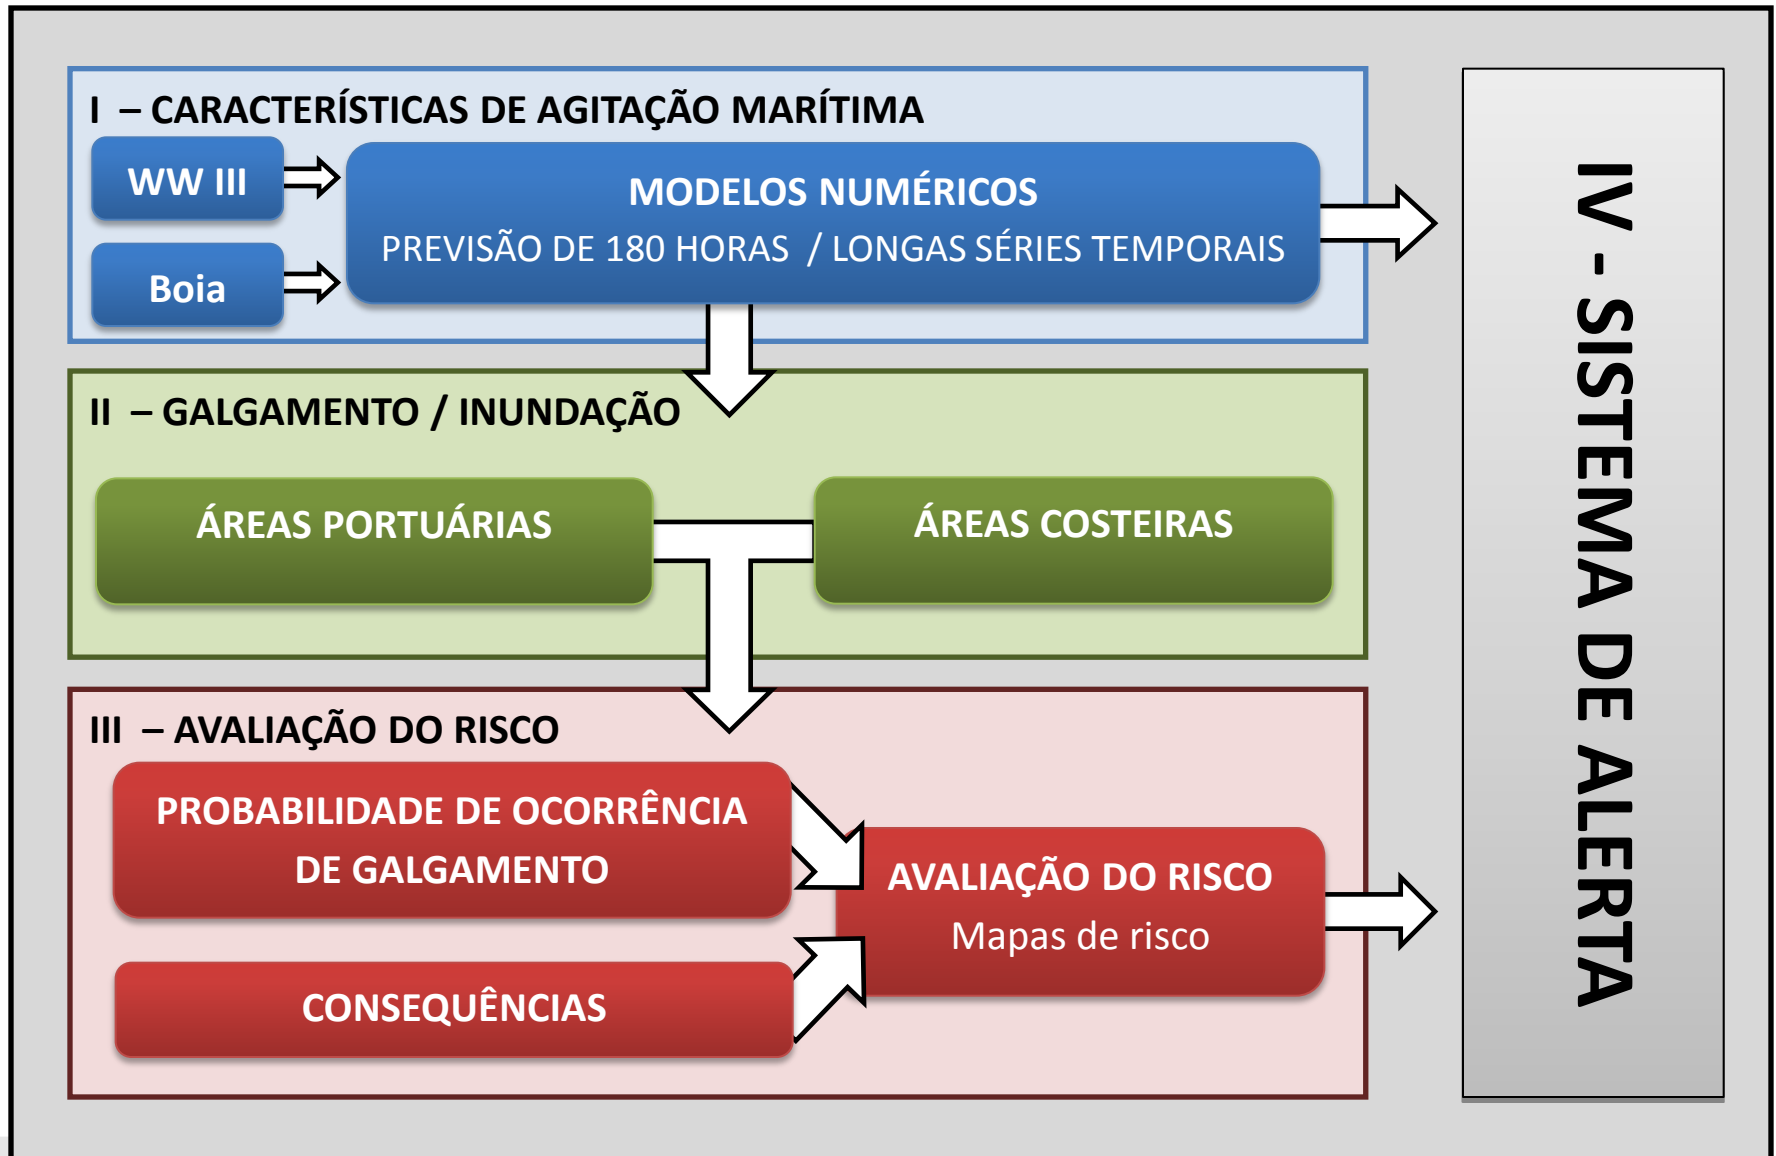 I – CARACTERÍSTICAS DE AGITAÇÃO MARÍTIMA
WW III
Boia
MODELOS NUMÉRICOS
PREVISÃO DE 180 HORAS / LONGAS SÉRIES TEMPORAIS
II – GALGAMENTO / INUNDAÇÃO
ÁREAS PORTUÁRIAS
ÁREAS COSTEIRAS
III – AVALIAÇÃO DO RISCO
PROBABILIDADE DE OCORRÊNCIA
DE GALGAMENTO
CONSEQUÊNCIAS
AVALIAÇÃO DO RISCO
Mapas de risco
IV - SISTEMA DE ALERTA